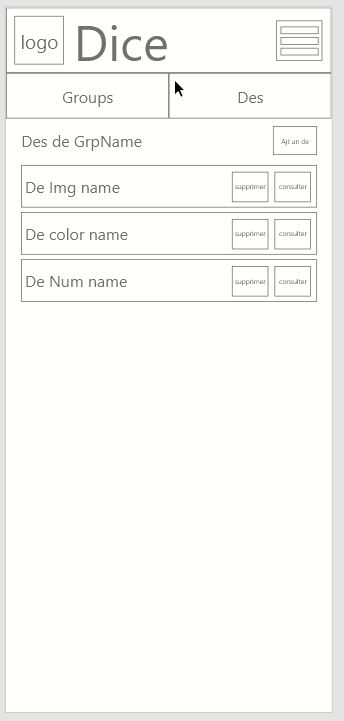 logo Dice
Groups Des
Des de GrpName Ajt un de
De Img name supprimer consulter
De color name supprimer consulter
De Num name supprimer consulter